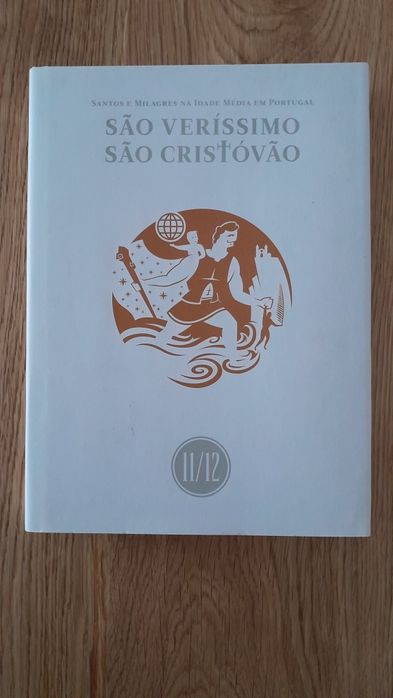 Santos e Milagres na Idade Média em Portugal
SÃO VERÍSSIMO
SÃO CRISTÓVÃO
11/12